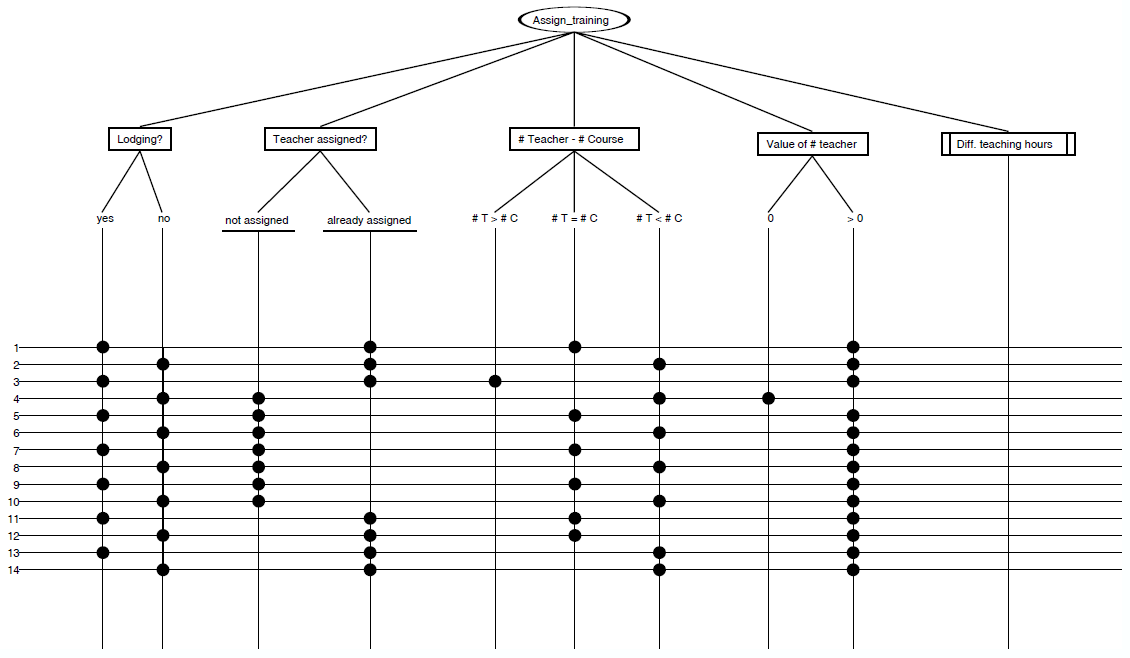 Assign_training
Lodging?
Teacher assigned?
# Teacher - # Course
Value of # teacher
Diff. teaching hours
yes
no
not assigned
already assigned
# T > # C
# T = # C
# T < # C
0
> 0
1
2
3
4
5
6
7
8
9
10
11
12
13
14